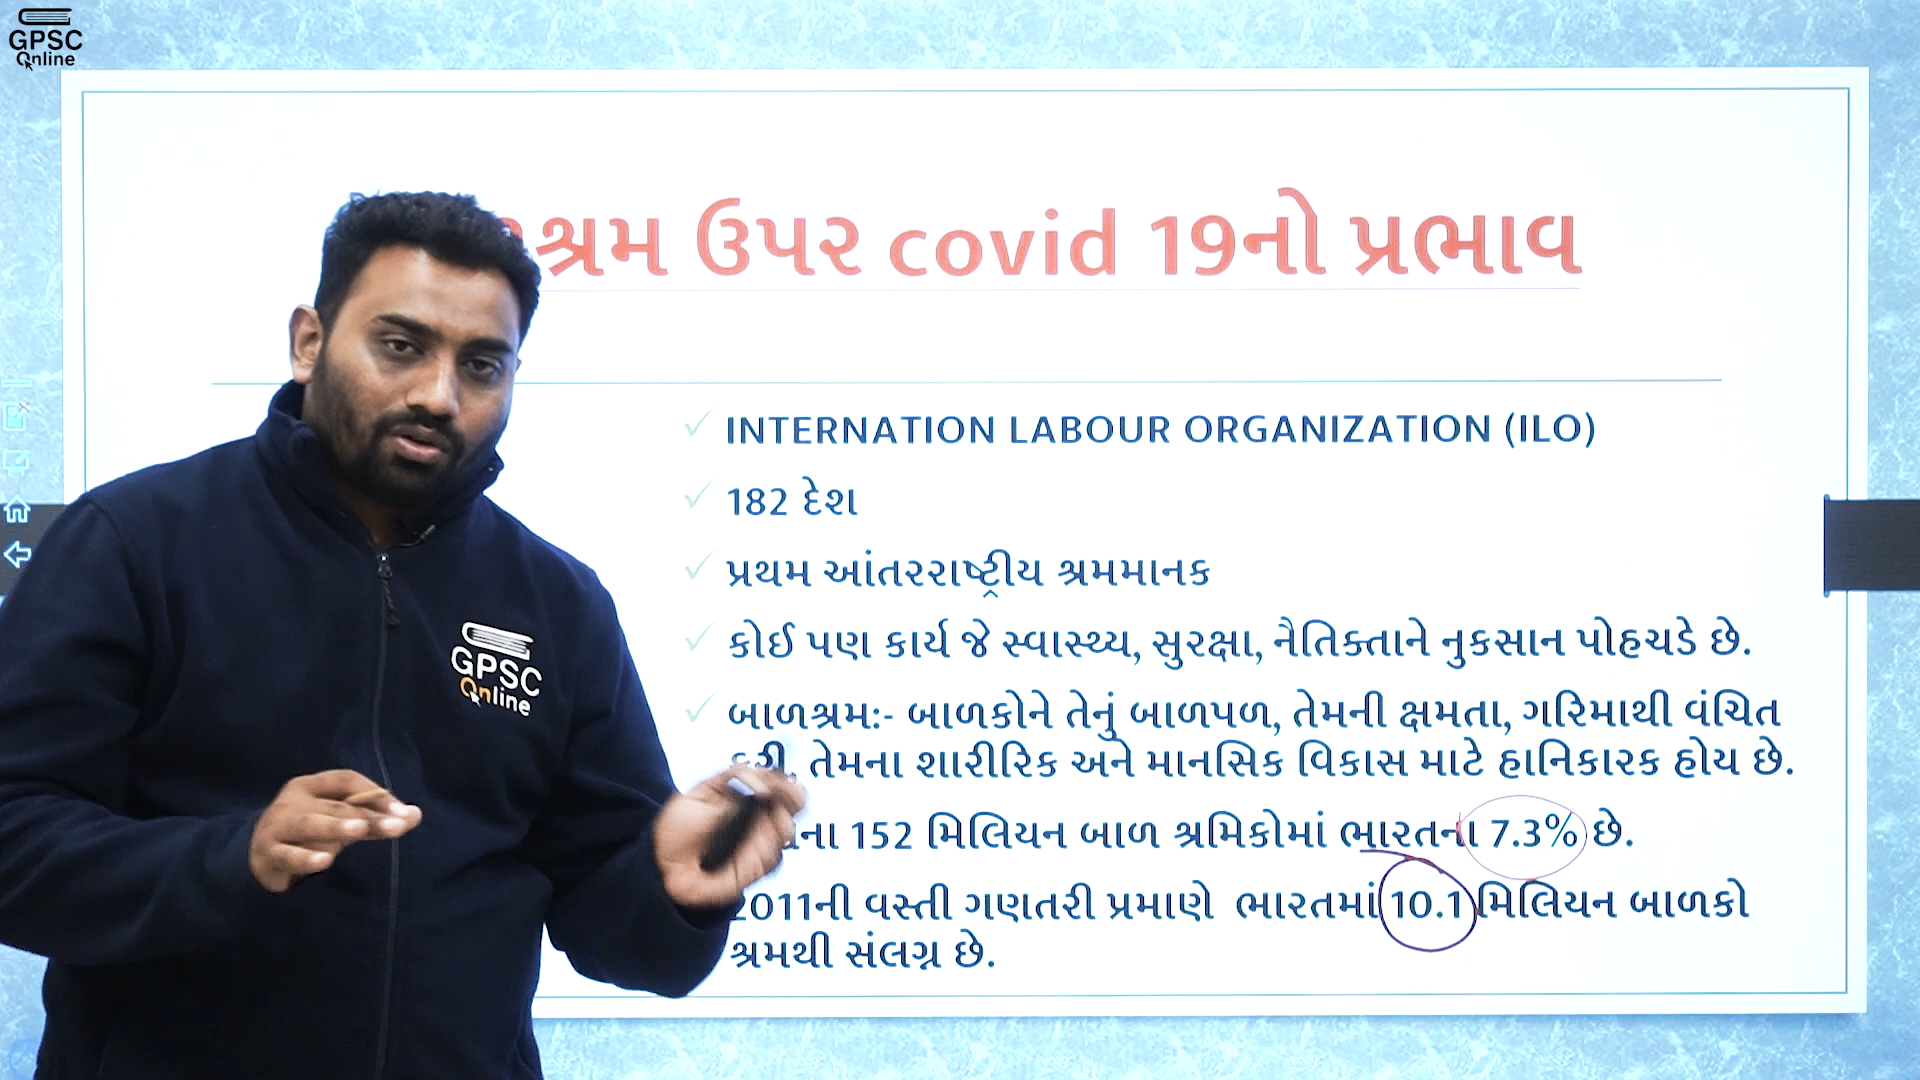 GPSC
Online
શ્રમ ઉપર covid 19નો પ્રભાવ
INTERNATION LABOUR ORGANIZATION (ILO)
182 દેશ
પ્રથમ આંતરરાષ્ટ્રીય શ્રમમાનક
કોઈ પણ કાર્ય જે સ્વાસ્થ્ય, સુરક્ષા, નૈતિક્તાને નુકસાન પોહચડે છે.
બાળશ્રમ:- બાળકોને તેનું બાળપળ, તેમની ક્ષમતા, ગરિમાથી વંચિત
તેમના શારીરિક અને માનસિક વિકાસ માટે હાનિકારક હોય છે.
152 મિલિયન બાળ શ્રમિકોમાં ભારતના 7.3% છે.
2011ની વસ્તી ગણતરી પ્રમાણે ભારતમાં 10.1 મિલિયન બાળકો
શ્રમથી સંલગ્ન છે.
GPSC
Online